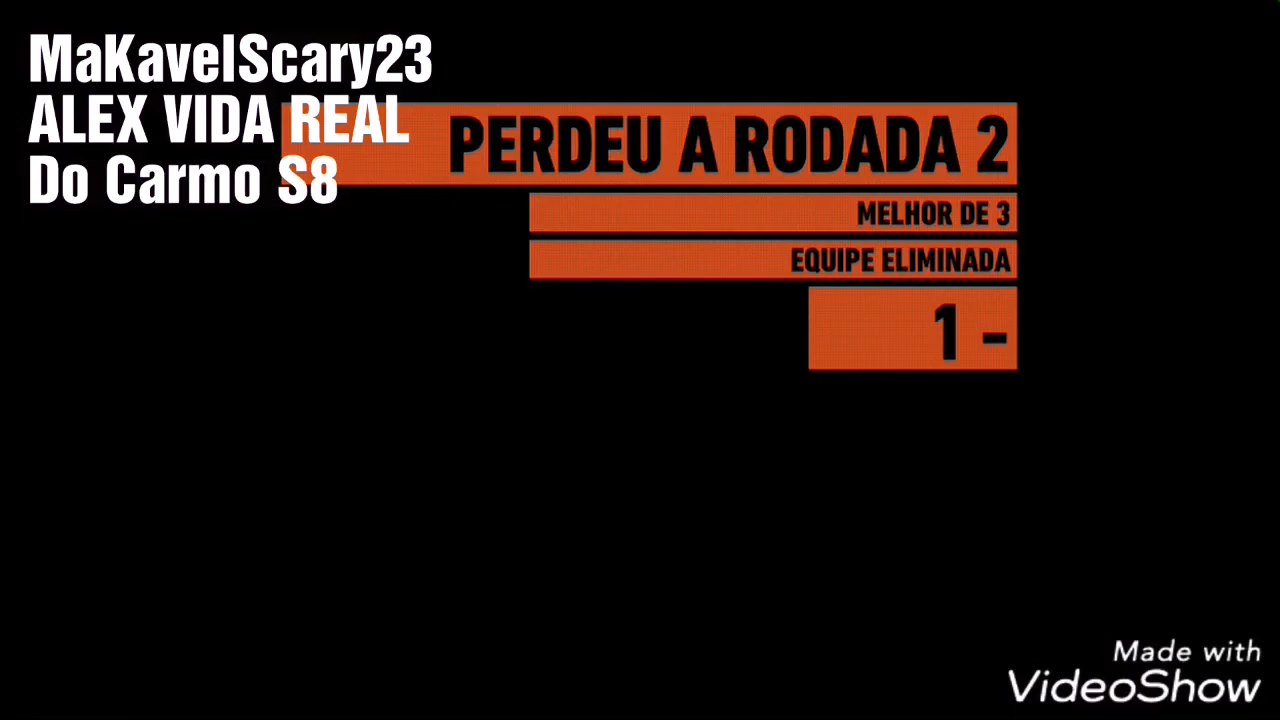 MaKavelScary23
ALEX VIDA REAL
Do Carmo S8
PERDEU A RODADA 2
MELHOR DE 3
EQUIPE ELIMINADA
1 -
Made with
VideoShow